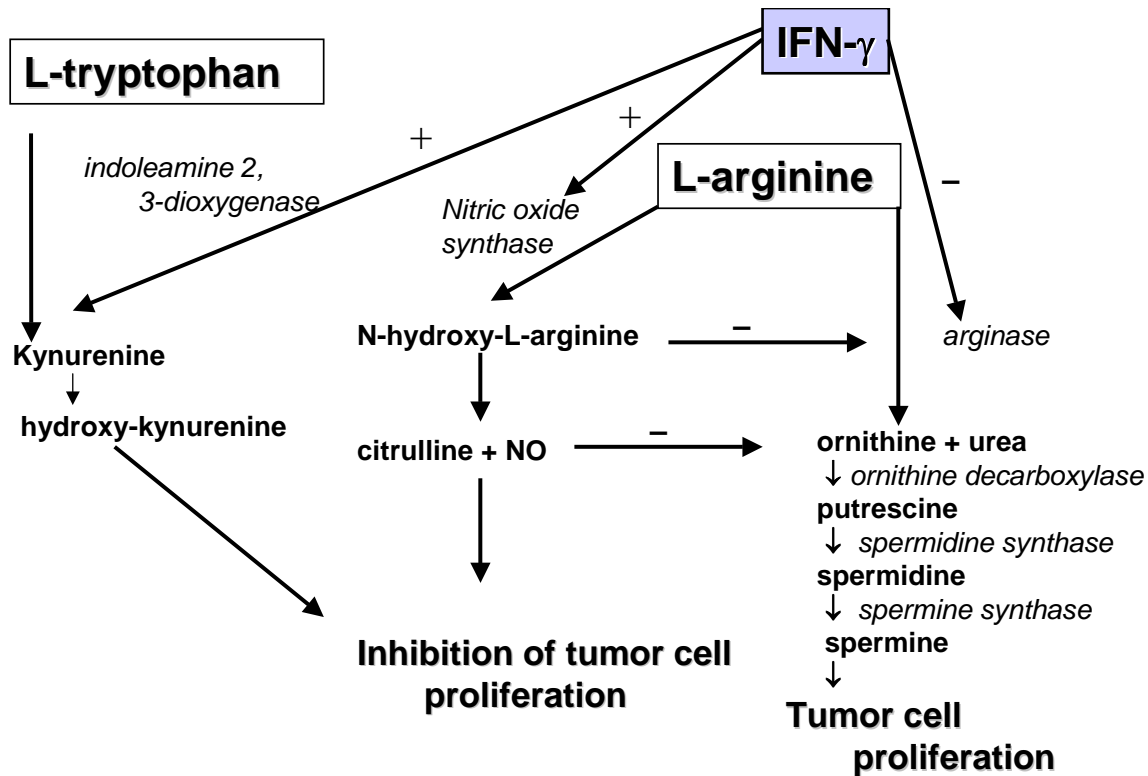 IFN-γ
L-tryptophan
+
+
indoleamine 2,
3-dioxygenase
L-arginine
–
Nitric oxide
synthase
N-hydroxy-L-arginine
–
arginase
Kynurenine
hydroxy-kynurenine
citrulline + NO
–
ornithine + urea
ornithine decarboxylase
putrescine
spermidine synthase
spermidine
spermine synthase
spermine
Inhibition of tumor cell
proliferation
Tumor cell
proliferation